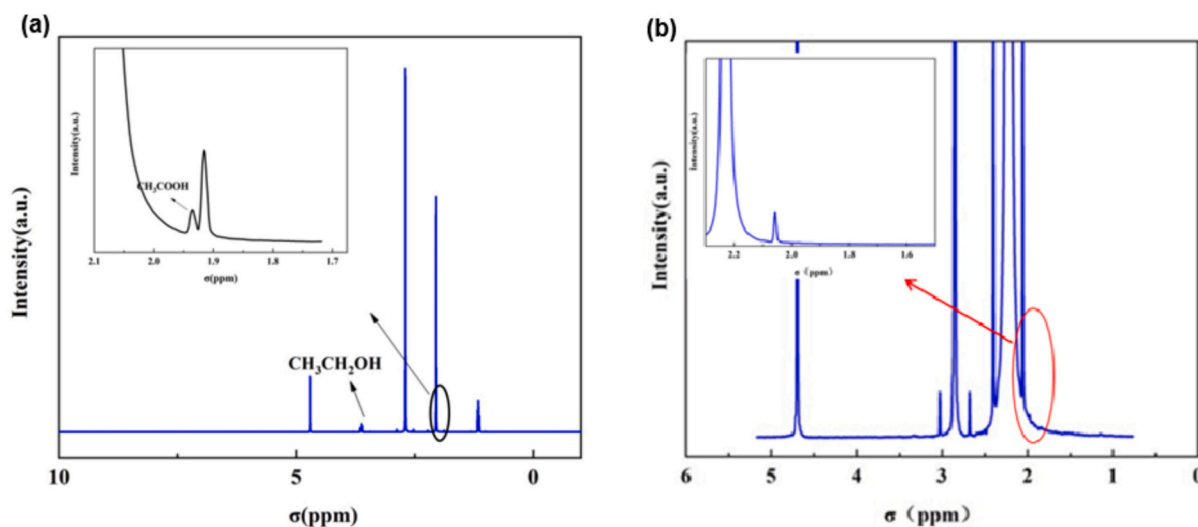 (a)
Intensity(a.u.)
Intensity(a.u.)
CH₃COOH
2.1 2.0 1.9 1.8 1.7
σ(ppm)
CH₃CH₂OH
10 5 0
σ(ppm)
(b)
Intensity(a.u.)
Intensity(a.u.)
2.2 2.0 1.8 1.6
σ（ppm）
6 5 4 3 2 1 0
σ（ppm）